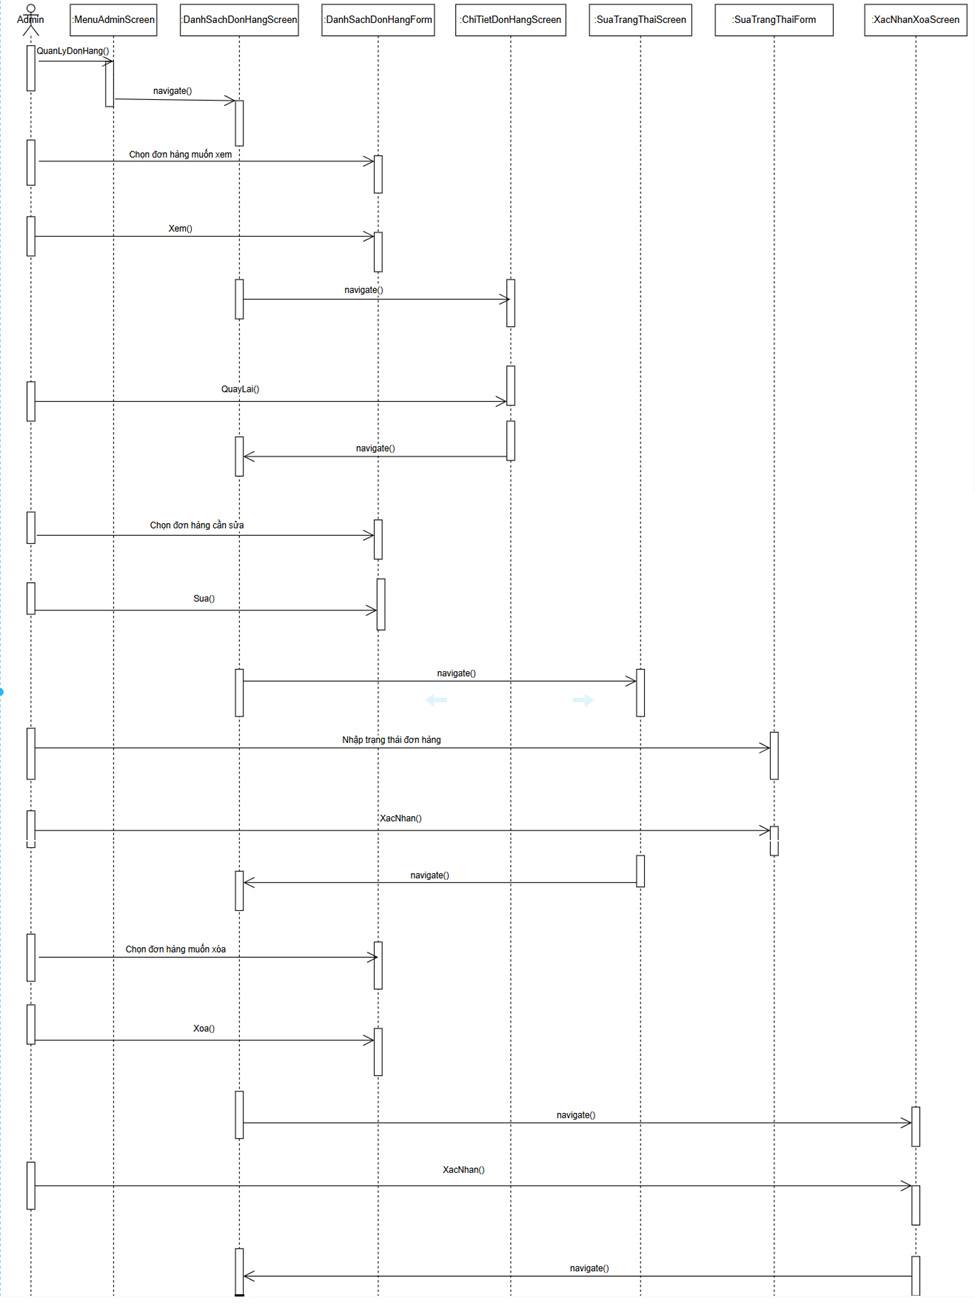 Admin
:MenuAdminScreen
:DanhSachDonHangScreen
:DanhSachDonHangForm
:ChiTietDonHangScreen
:SuaTrangThaiScreen
:SuaTrangThaiForm
:XacNhanXoaScreen
QuanLyDonHang()
navigate()
Chọn đơn hàng muốn xem
Xem()
navigate()
QuayLai()
navigate()
Chọn đơn hàng cần sửa
Sua()
navigate()
Nhập trạng thái đơn hàng
XacNhan()
navigate()
Chọn đơn hàng muốn xóa
Xoa()
navigate()
XacNhan()
navigate()